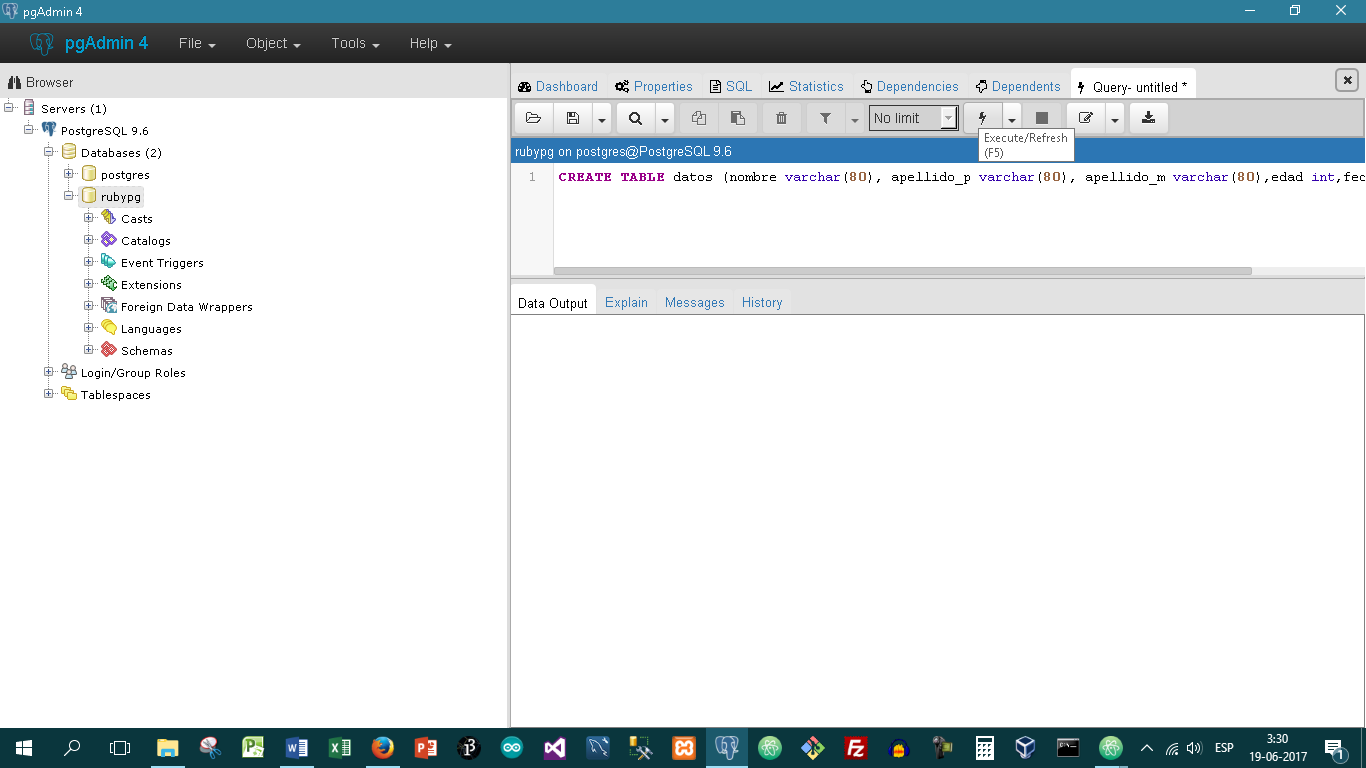 pgAdmin 4
pgAdmin 4 File Object Tools Help
Browser
Servers (1)
PostgreSQL 9.6
Databases (2)
postgres
rubypg
Casts
Catalogs
Event Triggers
Extensions
Foreign Data Wrappers
Languages
Schemas
Login/Group Roles
Tablespaces
Dashboard Properties SQL Statistics Dependencies Dependents Query- untitled *
No limit
Execute/Refresh
(F5)
rubypg on postgres@PostgreSQL 9.6
1 CREATE TABLE datos (nombre varchar(80), apellido_p varchar(80), apellido_m varchar(80),edad int,fec
Data Output Explain Messages History
ESP
3:30
19-06-2017
1